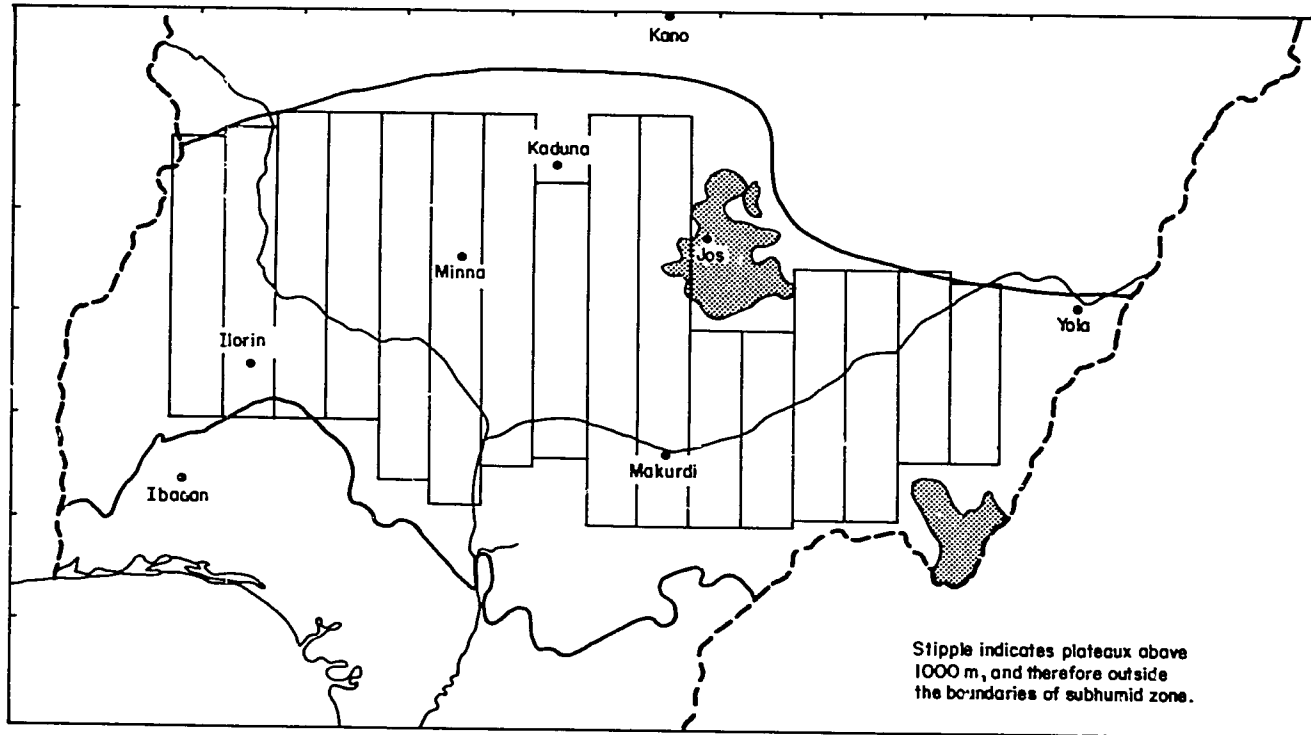 Kano
Kaduna
Jos
Minna
Yola
Ilorin
Makurdi
Ibadan
Stipple indicates plateaux above
1000 m, and therefore outside
the boundaries of subhumid zone.